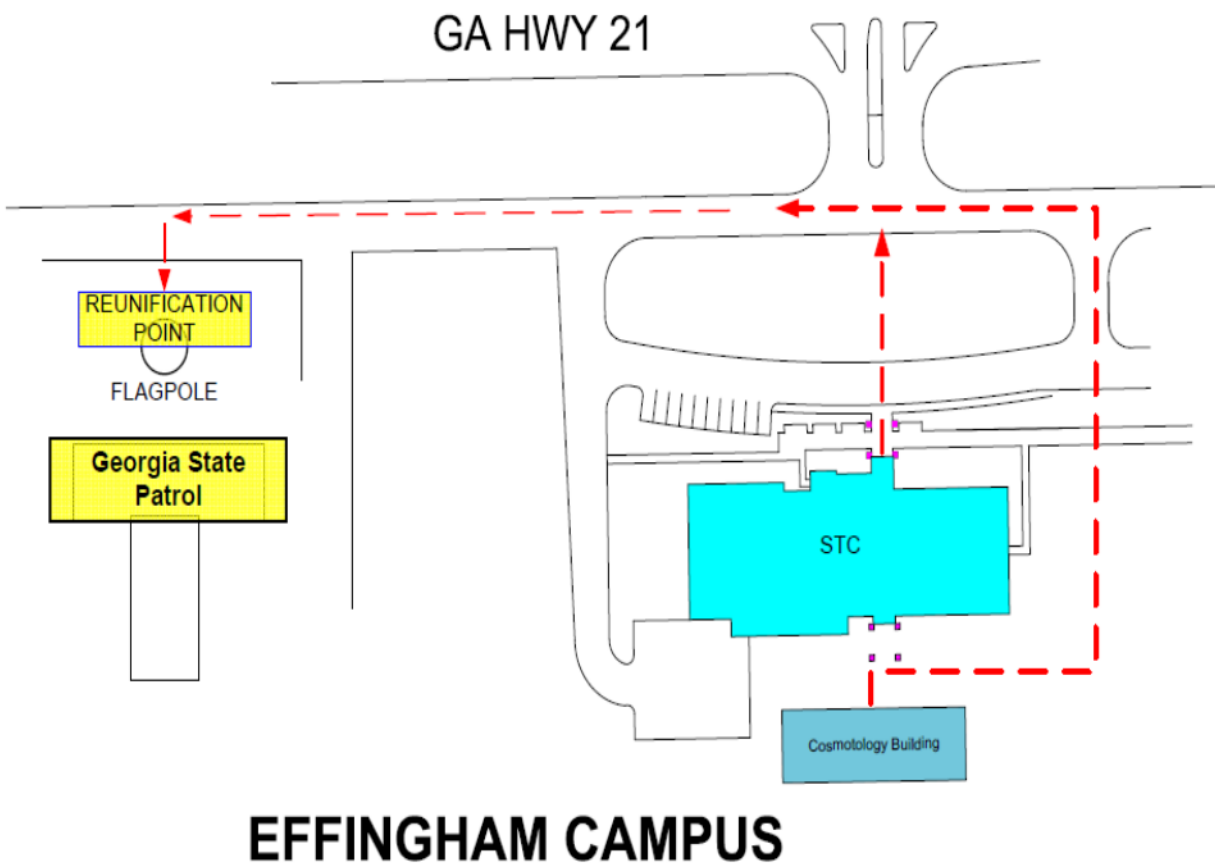 GA HWY 21
REUNIFICATION
POINT
FLAGPOLE
Georgia State
Patrol
STC
Cosmotology Building
EFFINGHAM CAMPUS